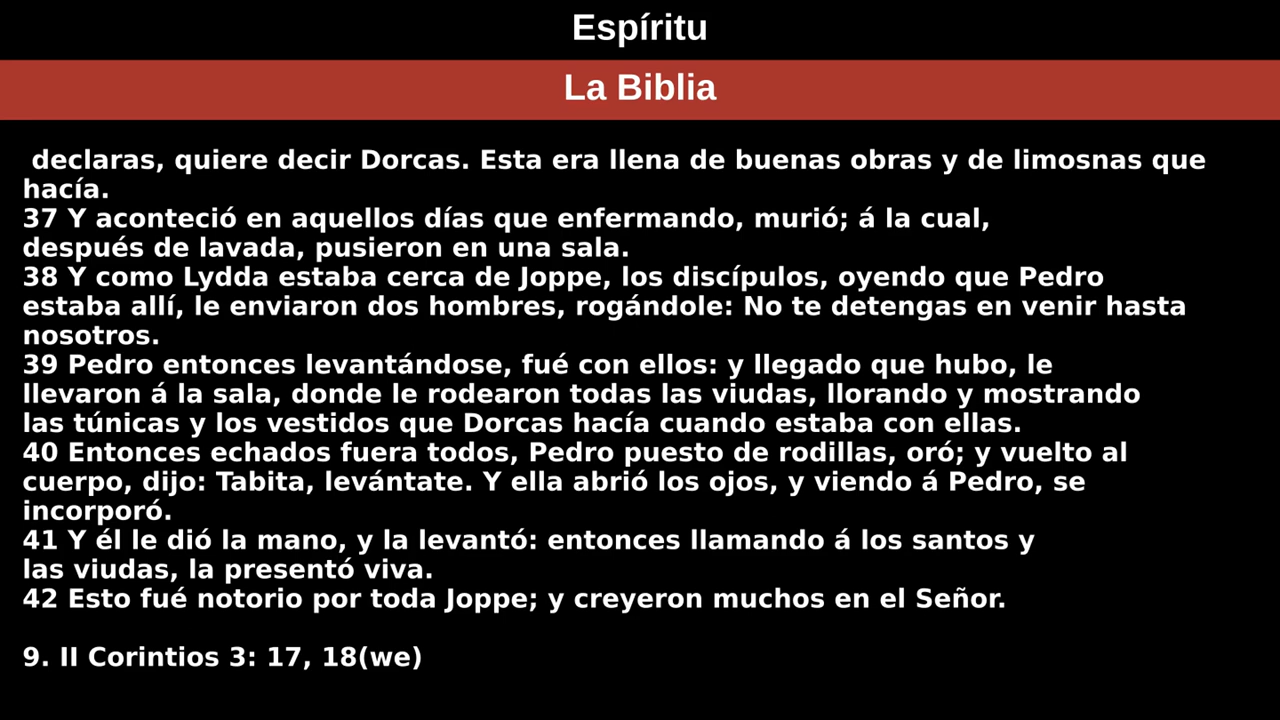 Espíritu
La Biblia
declaras, quiere decir Dorcas. Esta era llena de buenas obras y de limosnas que
hacía.
37 Y aconteció en aquellos días que enfermando, murió; á la cual,
después de lavada, pusieron en una sala.
38 Y como Lydda estaba cerca de Joppe, los discípulos, oyendo que Pedro
estaba allí, le enviaron dos hombres, rogándole: No te detengas en venir hasta
nosotros.
39 Pedro entonces levantándose, fué con ellos: y llegado que hubo, le
llevaron á la sala, donde le rodearon todas las viudas, llorando y mostrando
las túnicas y los vestidos que Dorcas hacía cuando estaba con ellas.
40 Entonces echados fuera todos, Pedro puesto de rodillas, oró; y vuelto al
cuerpo, dijo: Tabita, levántate. Y ella abrió los ojos, y viendo á Pedro, se
incorporó.
41 Y él le dió la mano, y la levantó: entonces llamando á los santos y
las viudas, la presentó viva.
42 Esto fué notorio por toda Joppe; y creyeron muchos en el Señor.
9. II Corintios 3: 17, 18(we)